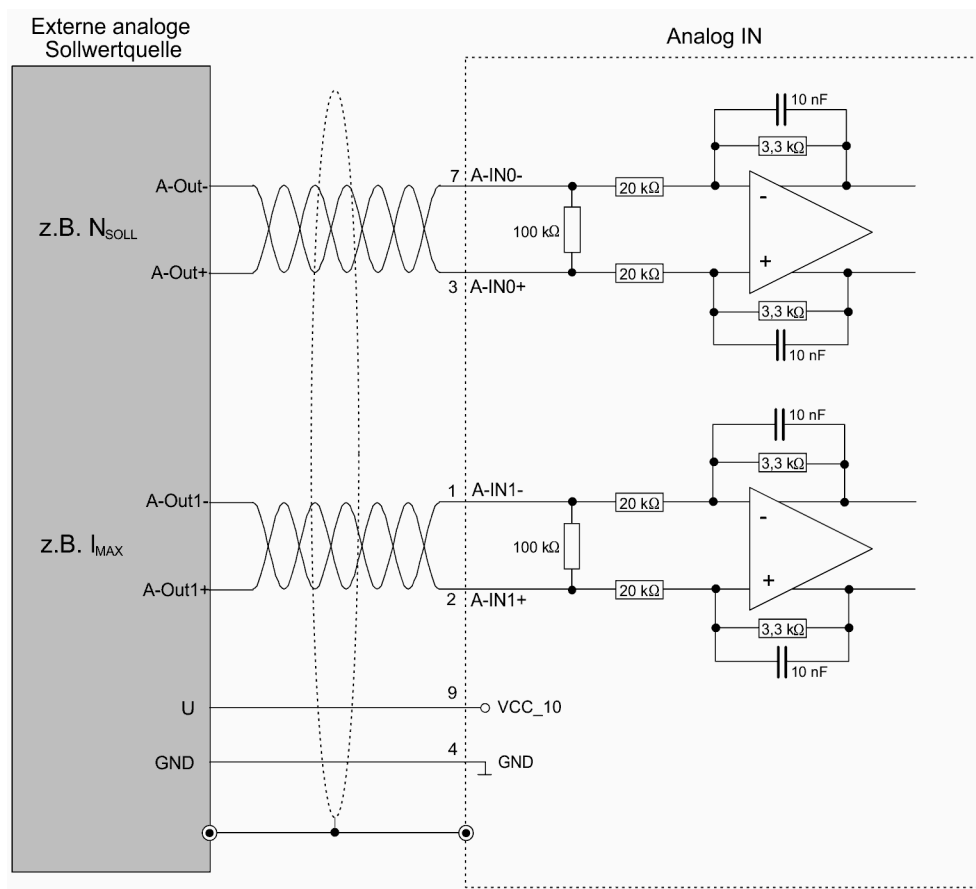 Externe analoge
Sollwertquelle
Analog IN
10 nF
3,3 kΩ
A-Out-
7 A-IN0-
20 kΩ
-
z.B. NSOLL
100 kΩ
+
A-Out+
20 kΩ
3 A-IN0+
3,3 kΩ
10 nF
10 nF
3,3 kΩ
A-Out1-
1 A-IN1-
20 kΩ
-
z.B. IMAX
100 kΩ
+
A-Out1+
20 kΩ
2 A-IN1+
3,3 kΩ
10 nF
U
9
VCC_10
GND
4
GND